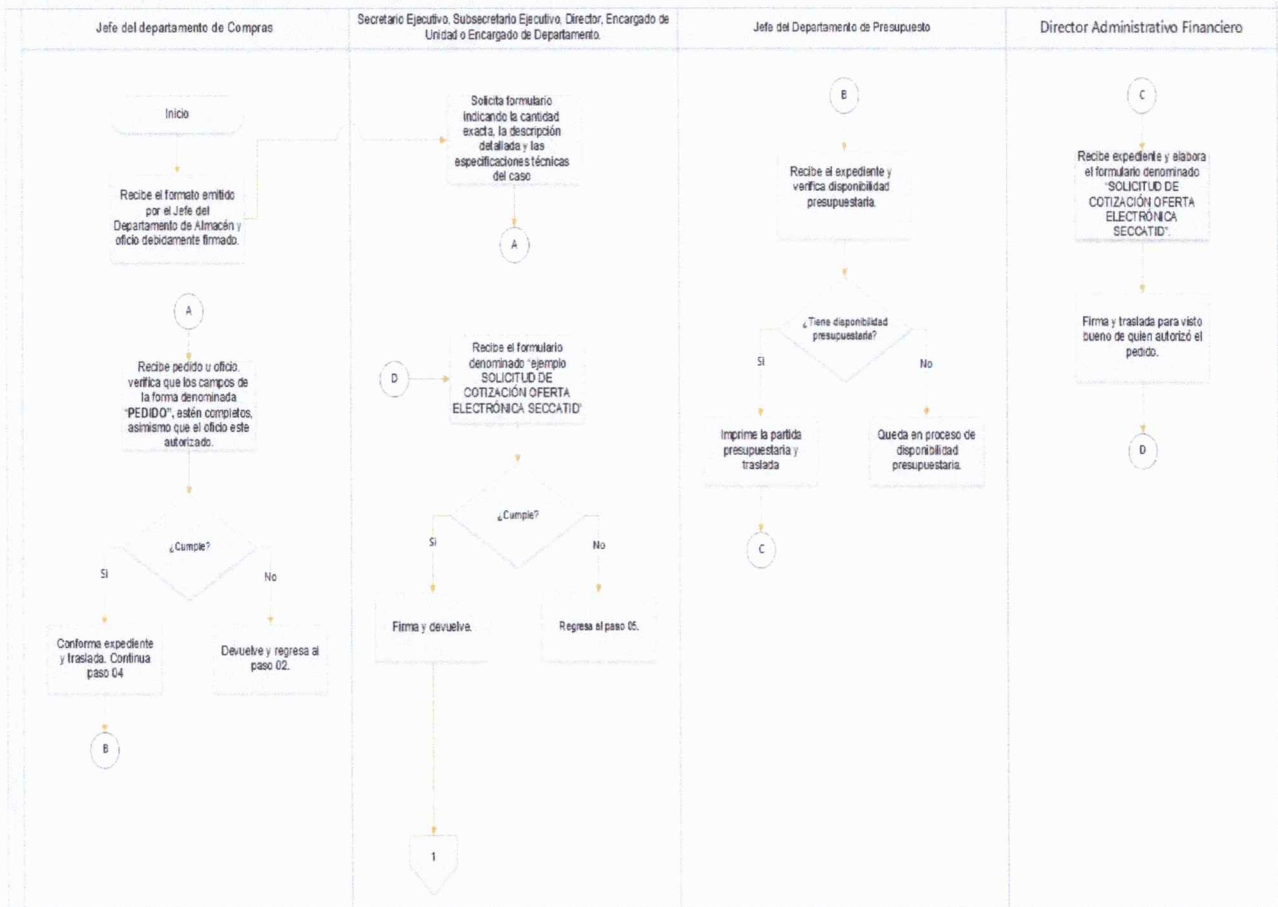 Jefe del departamento de Compras
Secretario Ejecutivo, Subsecretario Ejecutivo, Director, Encargado de
Unidad o Encargado de Departamento.
Jefe del Departamento de Presupuesto
Director Administrativo Financiero
Inicio
Recibe el formato emitido
por el Jefe del
Departamento de Almacén y
oficio debidamente firmado.
A
Recibe pedido u oficio,
verifica que los campos de
la forma denominada
"PEDIDO", estén completos,
asimismo que el oficio este
autorizado.
¿Cumple?
Si
No
Conforma expediente
y traslada. Continua
paso 04
Devuelve y regresa al
paso 02.
B
Solicita formulario
indicando la cantidad
exacta, la descripción
detallada y las
especificaciones técnicas
del caso
A
D
Recibe el formulario
denominado "ejemplo
SOLICITUD DE
COTIZACIÓN OFERTA
ELECTRÓNICA SECCATID"
¿Cumple?
Si
No
Firma y devuelve.
Regresa al paso 05.
1
B
Recibe el expediente y
verifica disponibilidad
presupuestaria.
¿Tiene disponibilidad
presupuestaria?
Si
No
Imprime la partida
presupuestaria y
traslada
Queda en proceso de
disponibilidad
presupuestaria.
C
C
Recibe expediente y elabora
el formulario denominado
"SOLICITUD DE
COTIZACIÓN OFERTA
ELECTRÓNICA
SECCATID".
Firma y traslada para visto
bueno de quien autorizó el
pedido.
D